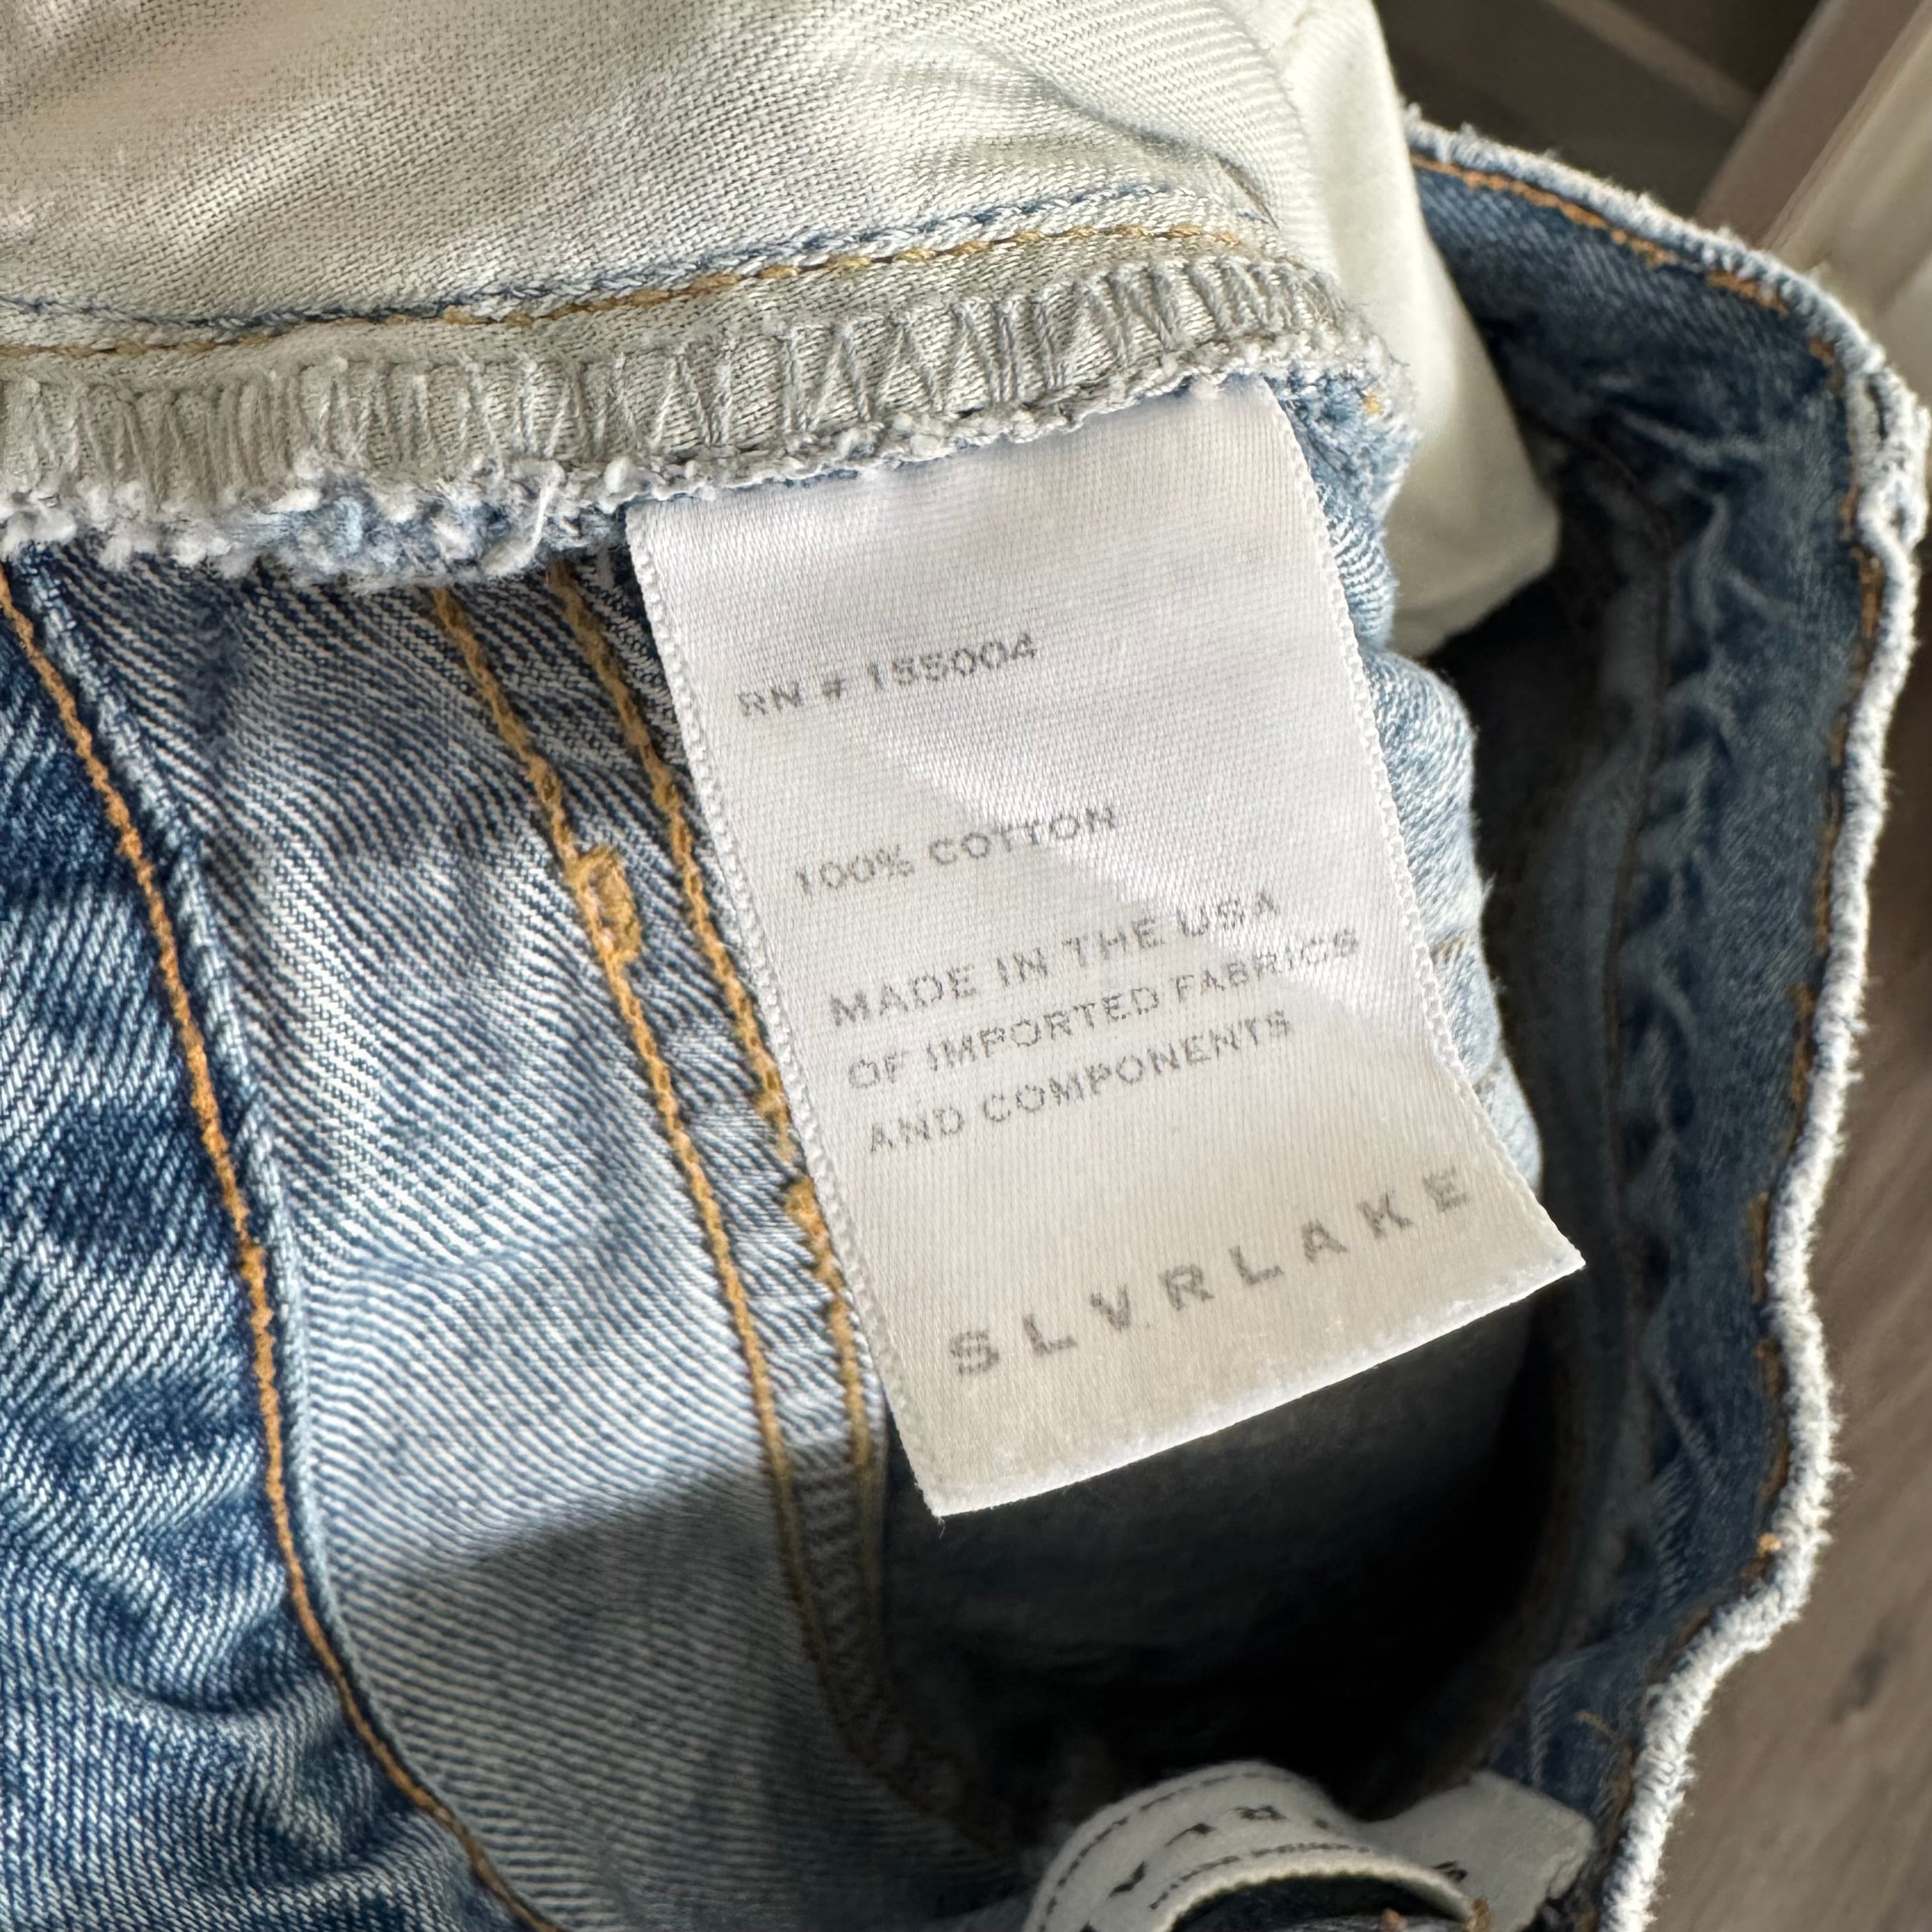 RN # 155004
100% COTTON
MADE IN THE USA
OF IMPORTED FABRICS
AND COMPONENTS
SLVRLAKE